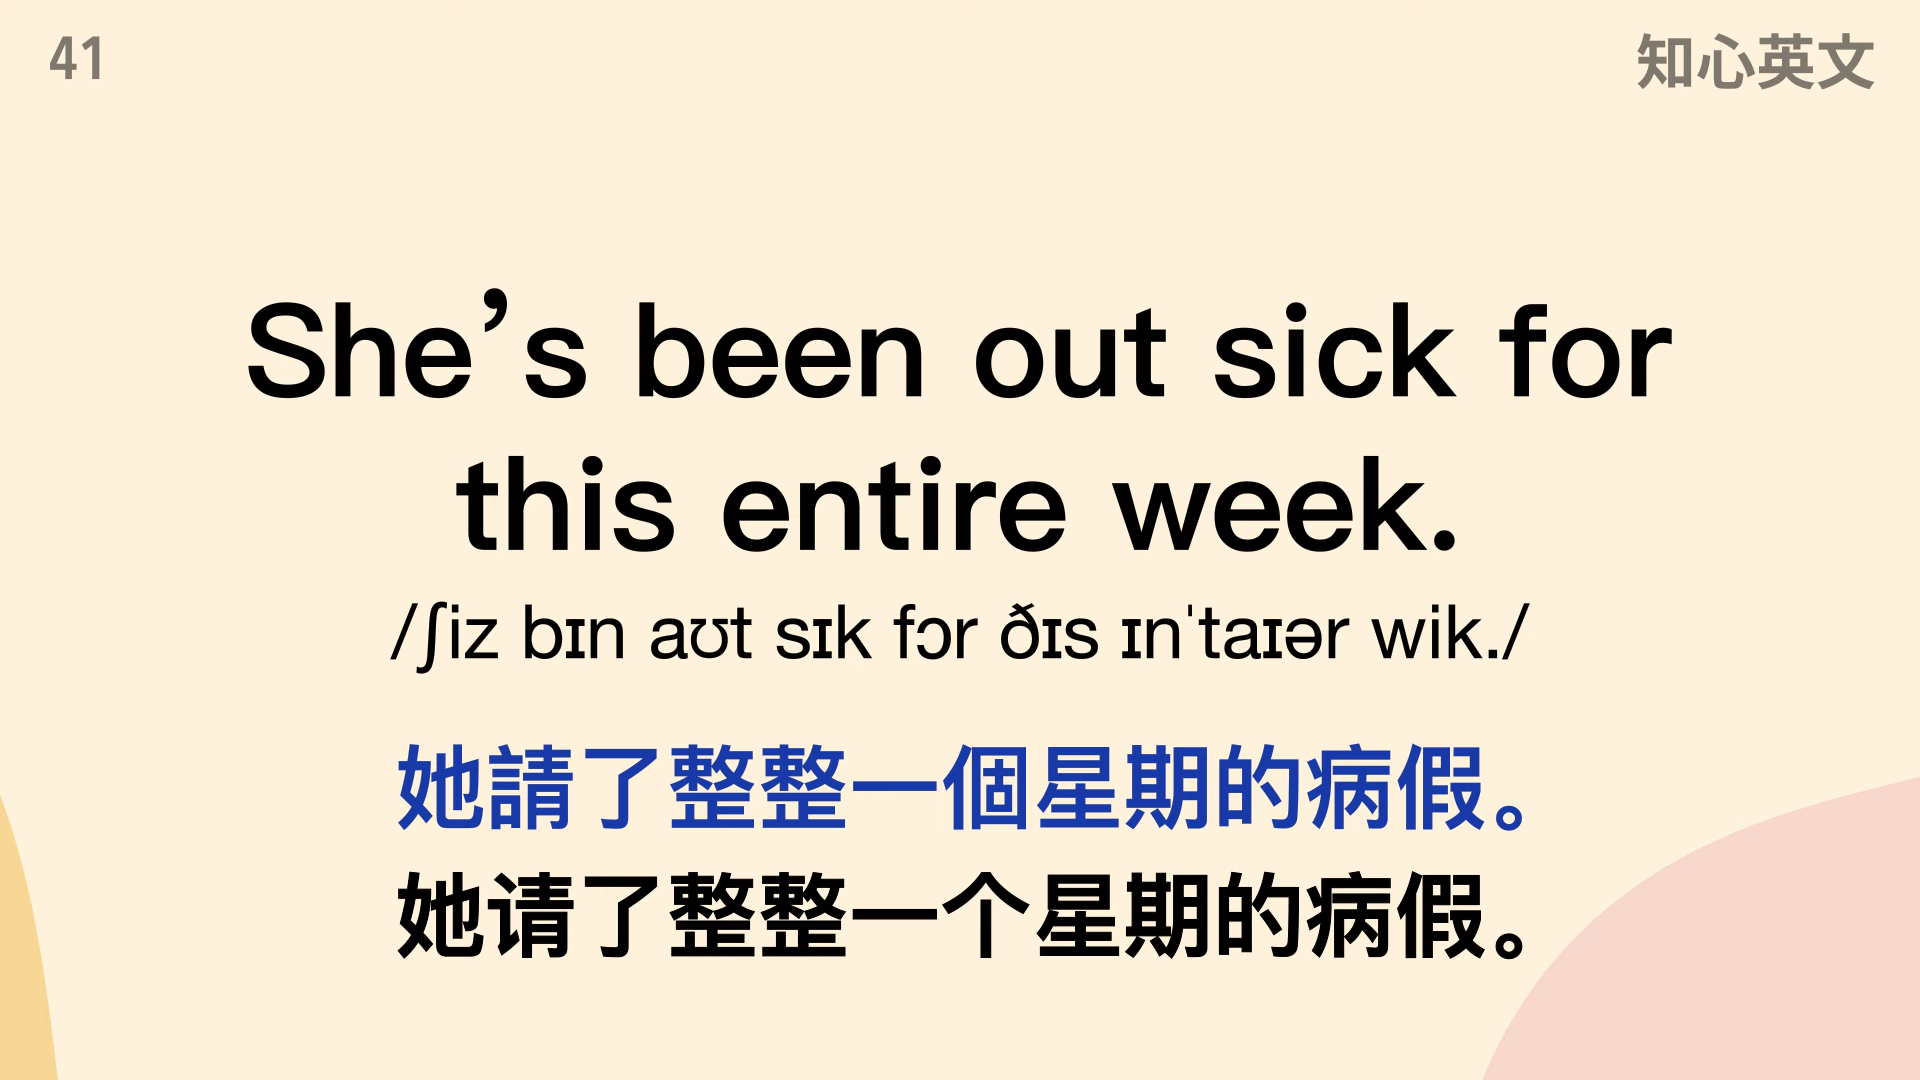 41
知心英文
She’s been out sick for
this entire week.
/ʃiz bɪn aʊt sɪk fɔr ðɪs ɪnˈtaɪər wik./
她請了整整一個星期的病假。
她请了整整一个星期的病假。